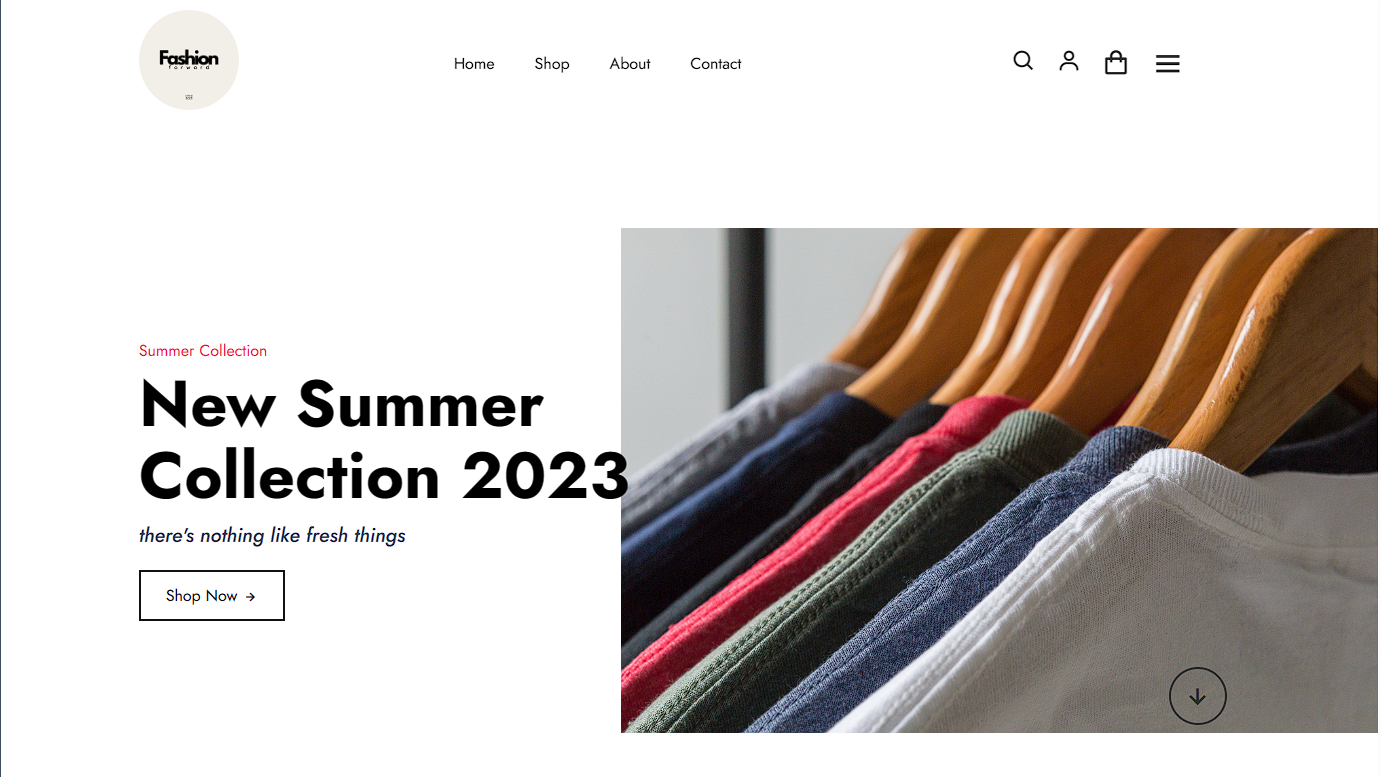 Fashion
forward
Home
Shop
About
Contact
Summer Collection
New Summer
Collection 2023
there's nothing like fresh things
Shop Now →